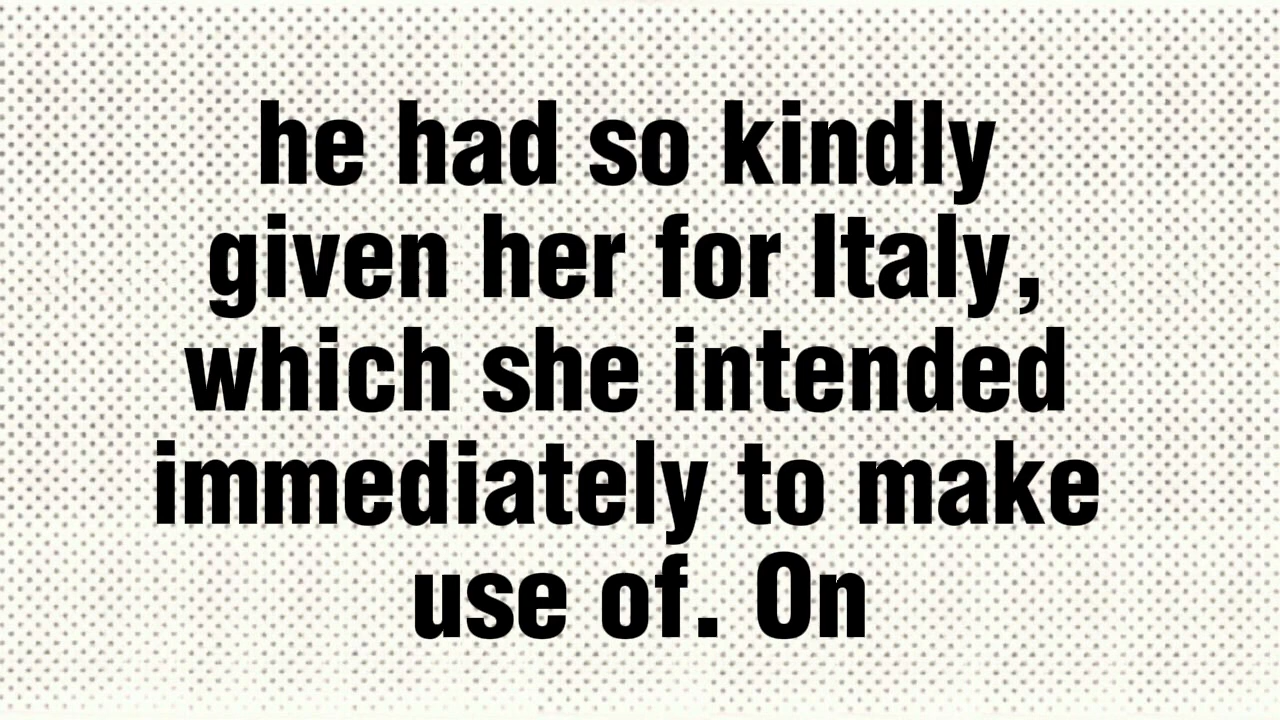 he had so kindly
given her for Italy,
which she intended
immediately to make
use of. On